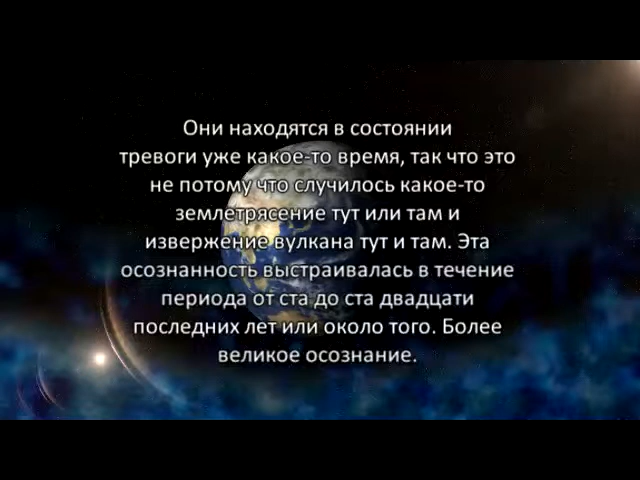 Они находятся в состоянии
тревоги уже какое-то время, так что это
не потому что случилось какое-то
землетрясение тут или там и
извержение вулкана тут и там. Эта
осознанность выстраивалась в течение
периода от ста до ста двадцати
последних лет или около того. Более
великое осознание.